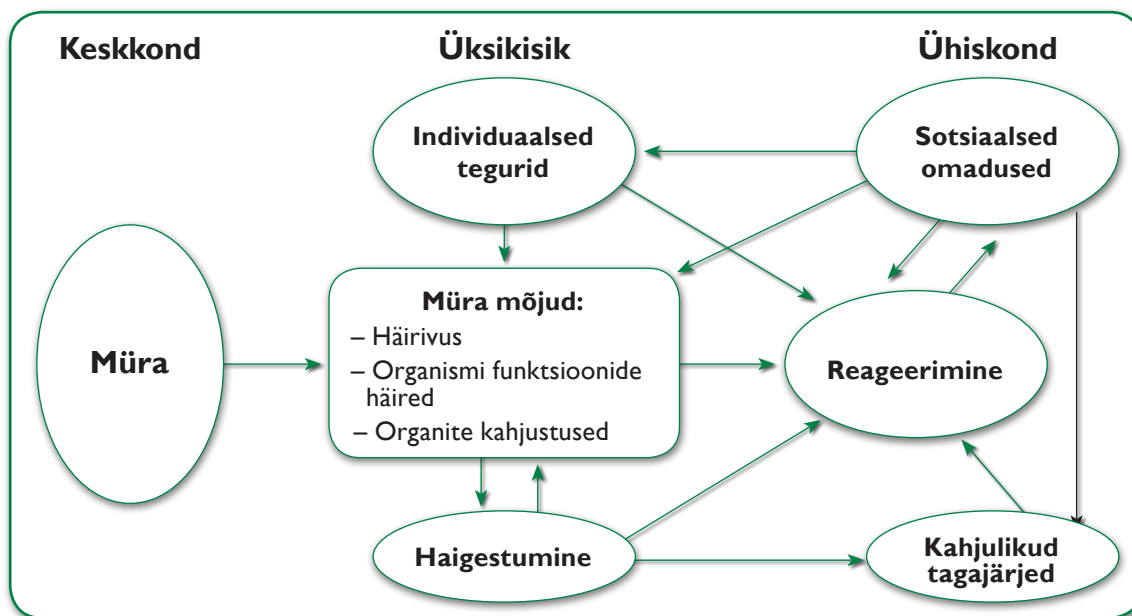 Keskkond
Üksikisik
Ühiskond
Individuaalsed
tegurid
Sotsiaalsed
omadused
Müra
Müra mõjud:
– Häirivus
– Organismi funktsioonide
häired
– Organite kahjustused
Reageerimine
Haigestumine
Kahjulikud
tagajärjed